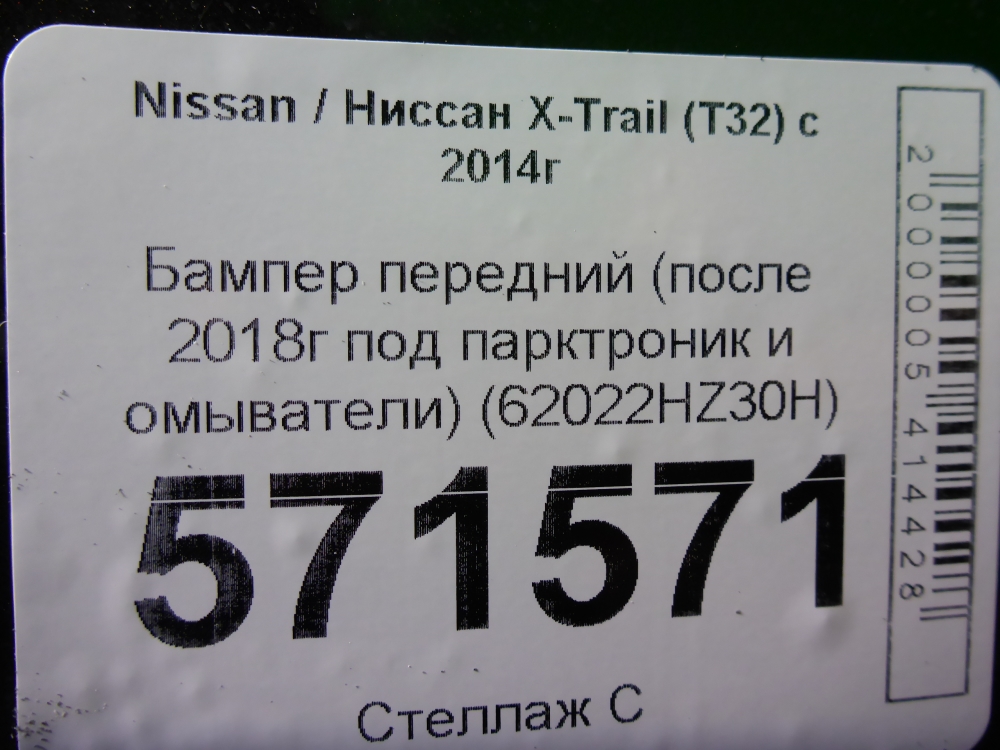 Nissan / Ниссан X-Trail (T32) с
2014г
Бампер передний (после
2018г под парктроник и
омыватели) (62022HZ30H)
571571
Стеллаж С
2000005414428